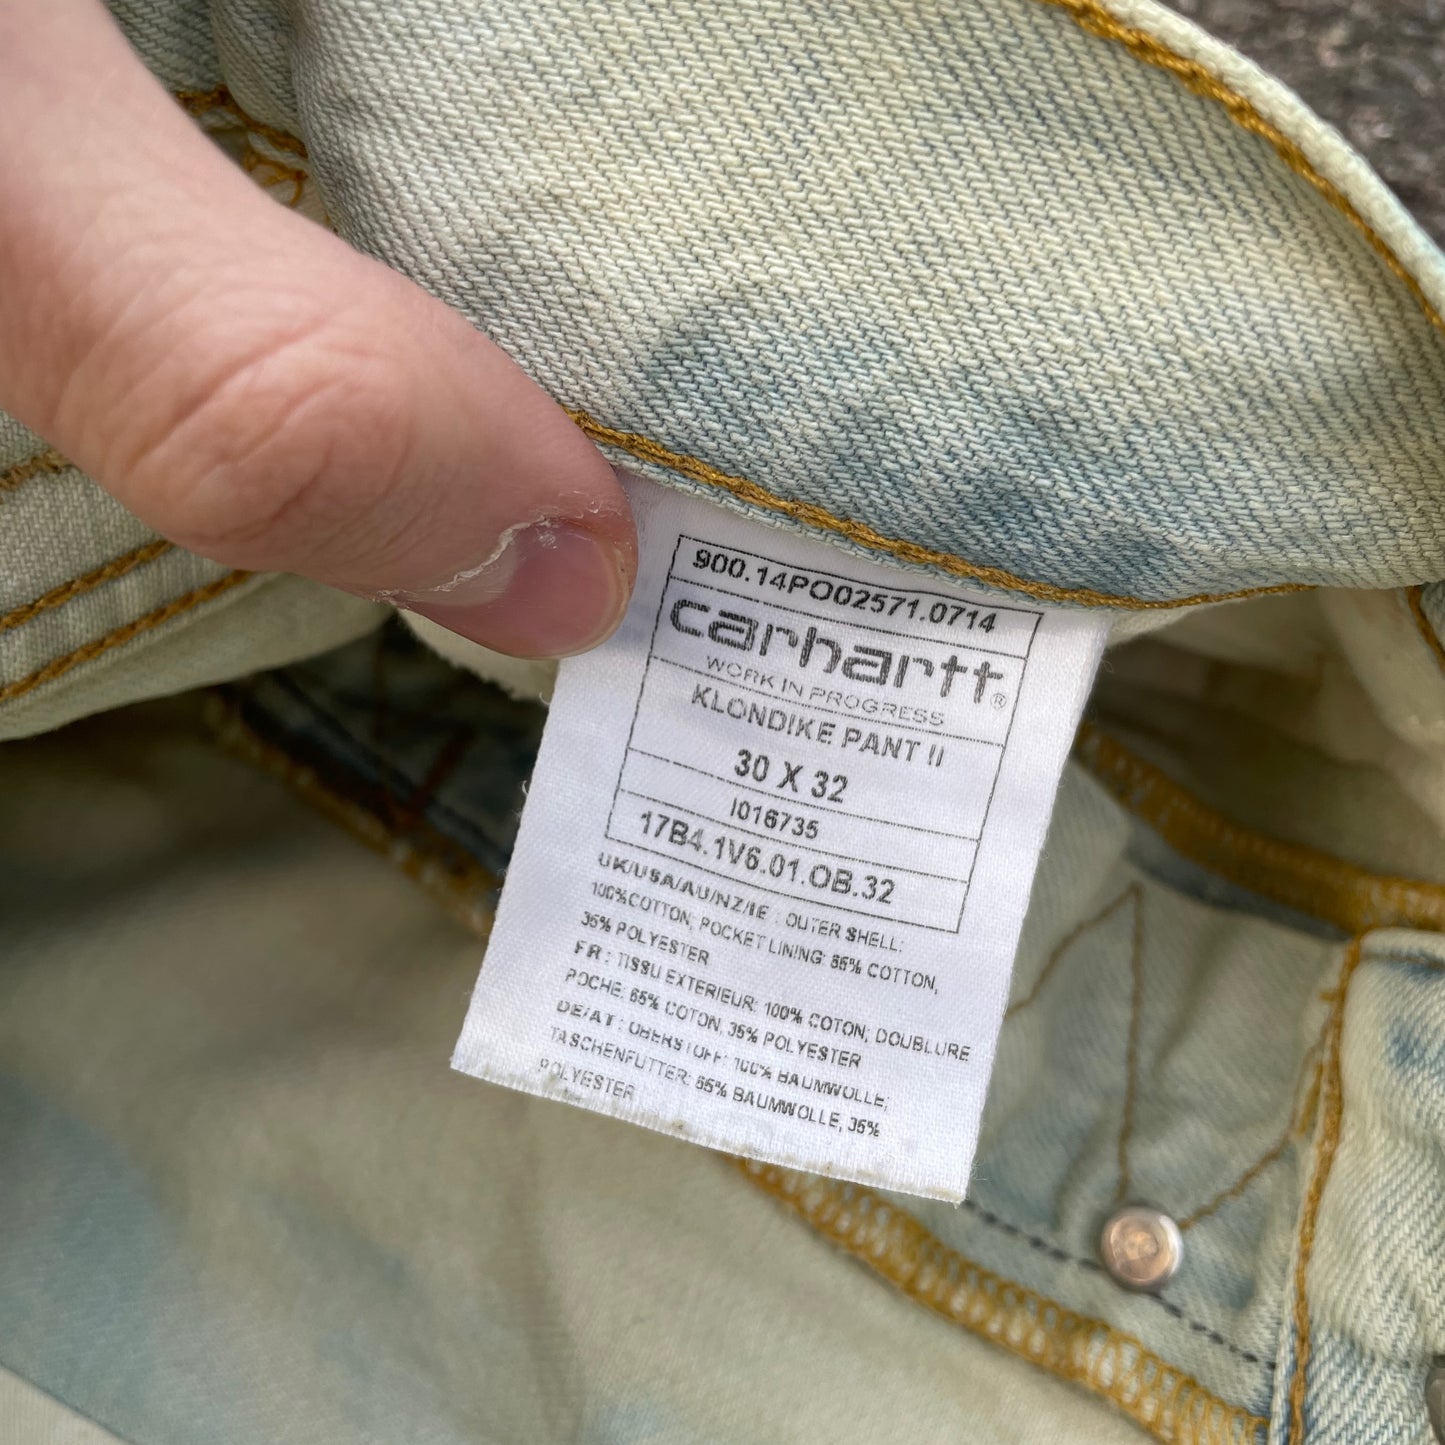 900.14PO02571.0714
carhartt®
WORK IN PROGRESS
KLONDIKE PANT II
30 X 32
I016735
17B4.1V6.01.OB.32
UK/USA/AU/NZ/IE : OUTER SHELL:
100%COTTON; POCKET LINING: 65% COTTON,
35% POLYESTER
FR : TISSU EXTERIEUR: 100% COTON; DOUBLURE
POCHE: 65% COTON, 35% POLYESTER
DE/AT : OBERSTOFF: 100% BAUMWOLLE;
TASCHENFUTTER: 65% BAUMWOLLE, 35%
POLYESTER